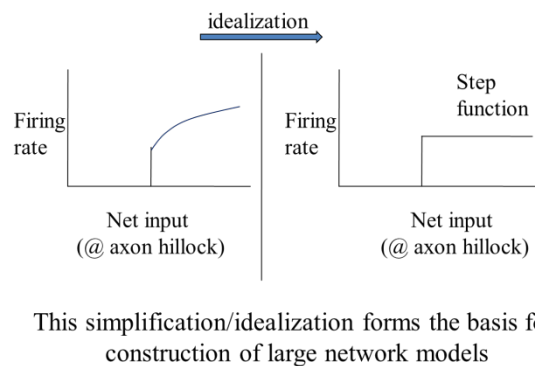 idealization
Firing
rate
Net input
(@ axon hillock)
Step
function
Firing
rate
Net input
(@ axon hillock)
This simplification/idealization forms the basis
construction of large network models